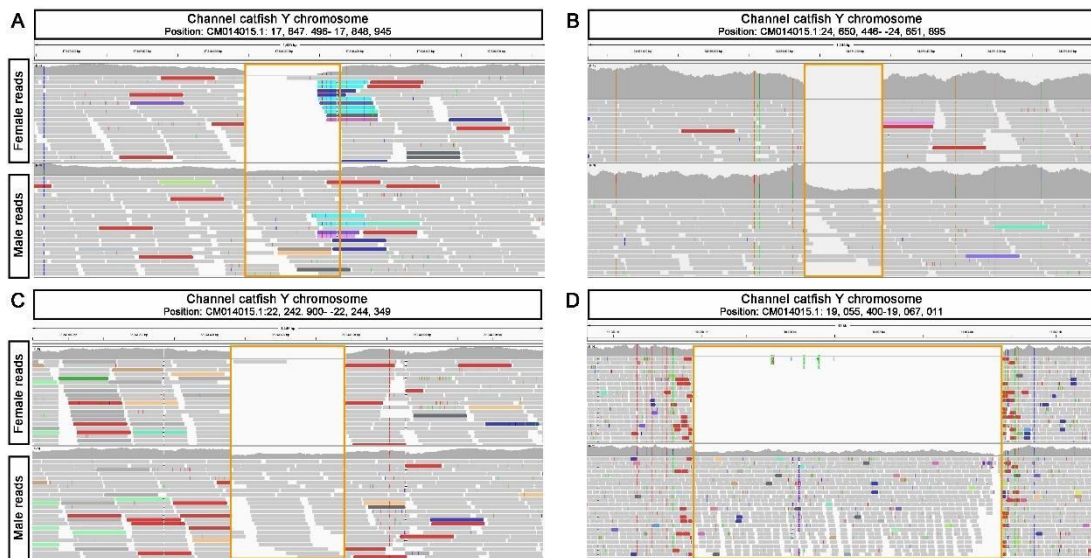 A
Channel catfish Y chromosome
Position: CM014015.1: 17, 847. 496- 17, 848, 945
Female reads
Male reads
B
Channel catfish Y chromosome
Position: CM014015.1:24, 650, 446- -24, 651, 895
C
Channel catfish Y chromosome
Position: CM014015.1:22, 242. 900- -22, 244, 349
Female reads
Male reads
D
Channel catfish Y chromosome
Position: CM014015.1: 19, 055, 400-19, 067, 011